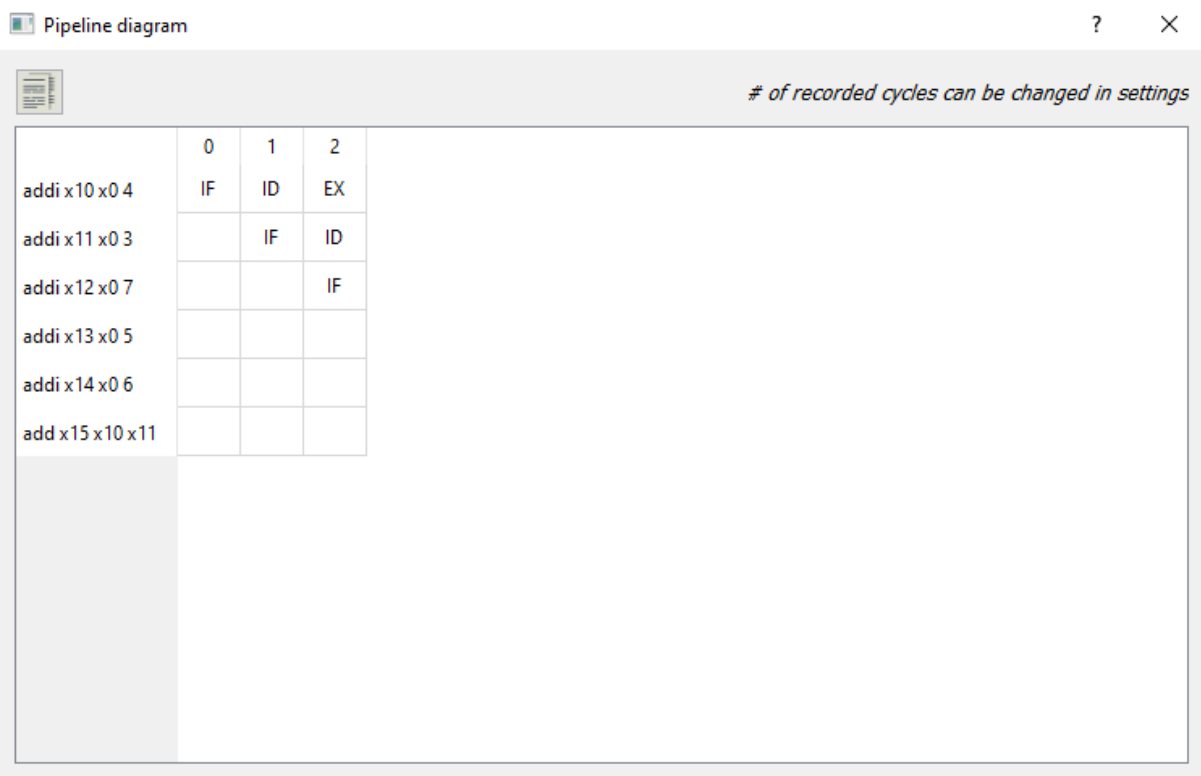 Pipeline diagram ?
# of recorded cycles can be changed in settings
0 1 2
addi x10 x0 4 IF ID EX
addi x11 x0 3 IF ID
addi x12 x0 7 IF
addi x13 x0 5
addi x14 x0 6
add x15 x10 x11